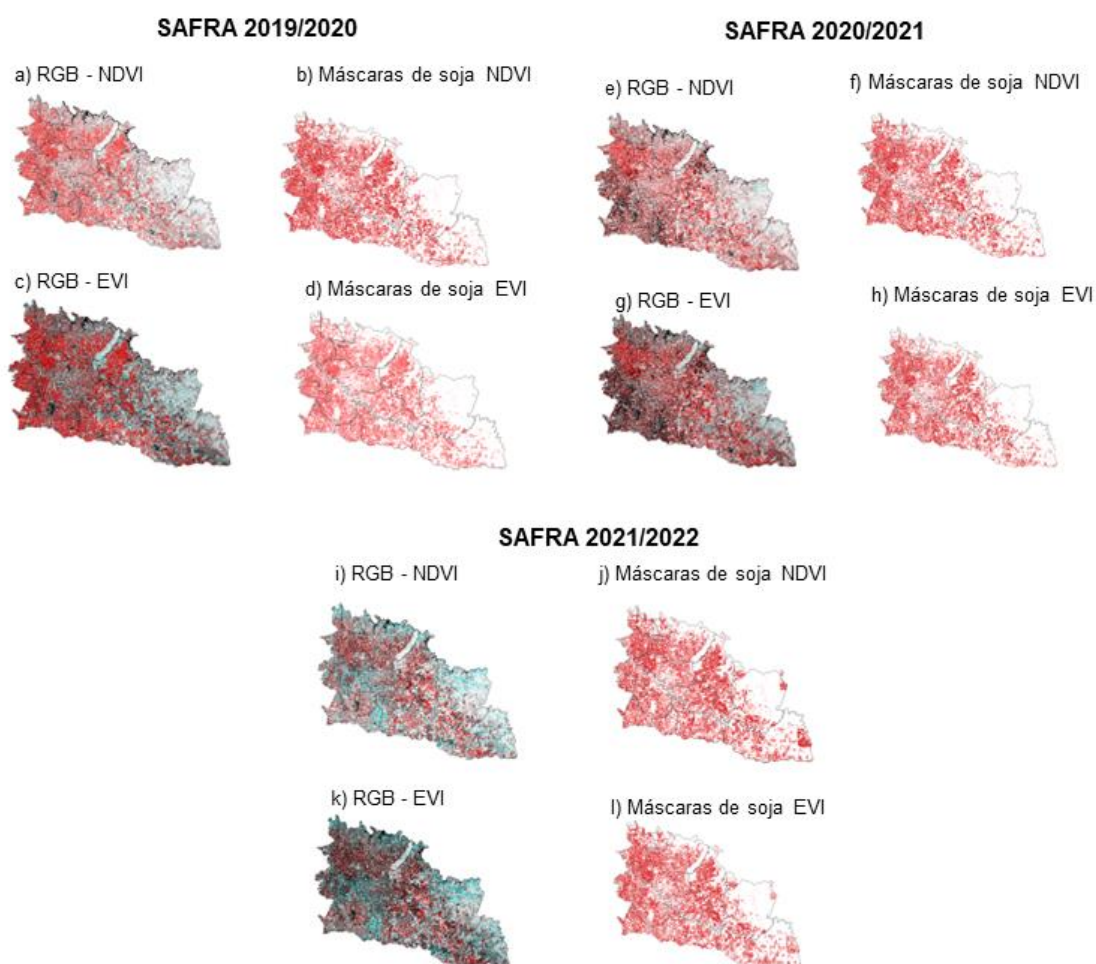 SAFRA 2019/2020
a) RGB - NDVI
b) Máscaras de soja NDVI
c) RGB - EVI
d) Máscaras de soja EVI
SAFRA 2020/2021
e) RGB - NDVI
f) Máscaras de soja NDVI
g) RGB - EVI
h) Máscaras de soja EVI
SAFRA 2021/2022
i) RGB - NDVI
j) Máscaras de soja NDVI
k) RGB - EVI
l) Máscaras de soja EVI